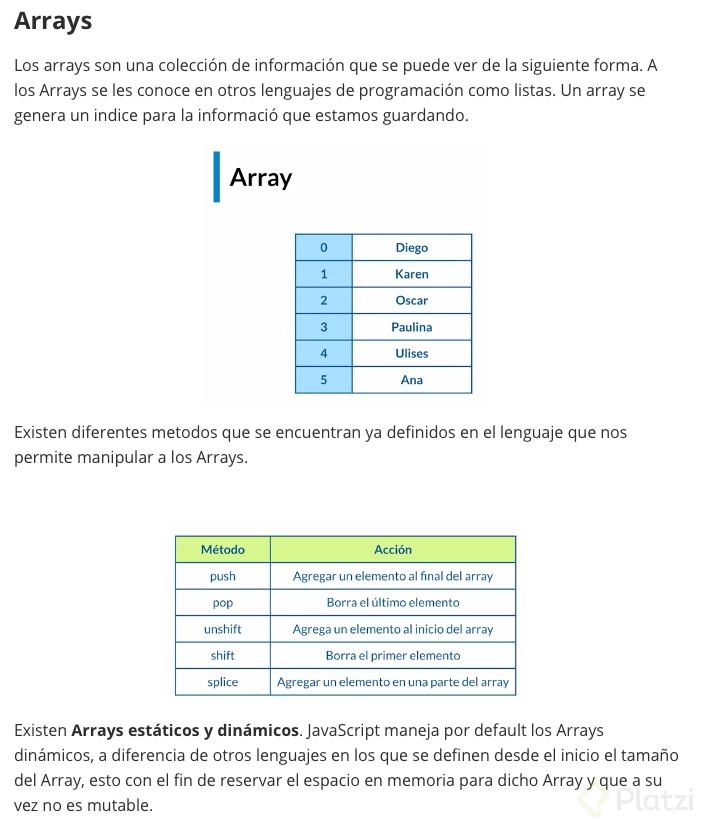 Arrays
Los arrays son una colección de información que se puede ver de la siguiente forma. A
los Arrays se les conoce en otros lenguajes de programación como listas. Un array se
genera un indice para la informació que estamos guardando.
Array
0 Diego
1 Karen
2 Oscar
3 Paulina
4 Ulises
5 Ana
Existen diferentes metodos que se encuentran ya definidos en el lenguaje que nos
permite manipular a los Arrays.
Método Acción
push Agregar un elemento al final del array
pop Borra el último elemento
unshift Agrega un elemento al inicio del array
shift Borra el primer elemento
splice Agregar un elemento en una parte del array
Existen Arrays estáticos y dinámicos. JavaScript maneja por default los Arrays
dinámicos, a diferencia de otros lenguajes en los que se definen desde el inicio el tamaño
del Array, esto con el fin de reservar el espacio en memoria para dicho Array y que a su
vez no es mutable.
Platzi